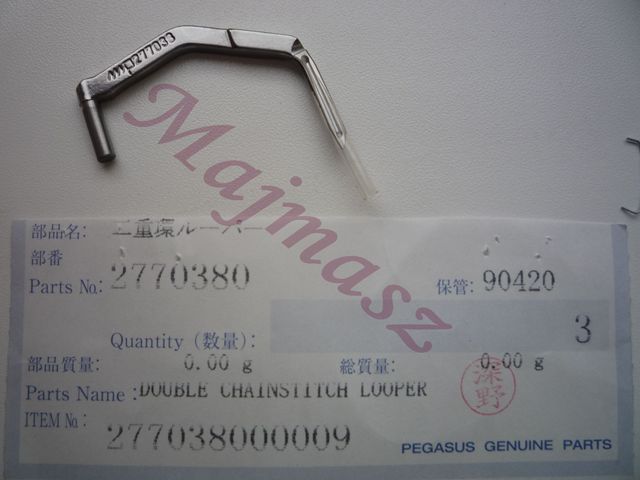 277033
Majmasz
部品名: 二重環ルーパー
部番
Parts No.: 2770380
保管: 90420
Quantity (数量): 3
部品質量: 0.00 g 総質量: 0.00 g
Parts Name : DOUBLE CHAINSTITCH LOOPER
深野
ITEM No.: 277038000009
PEGASUS GENUINE PARTS